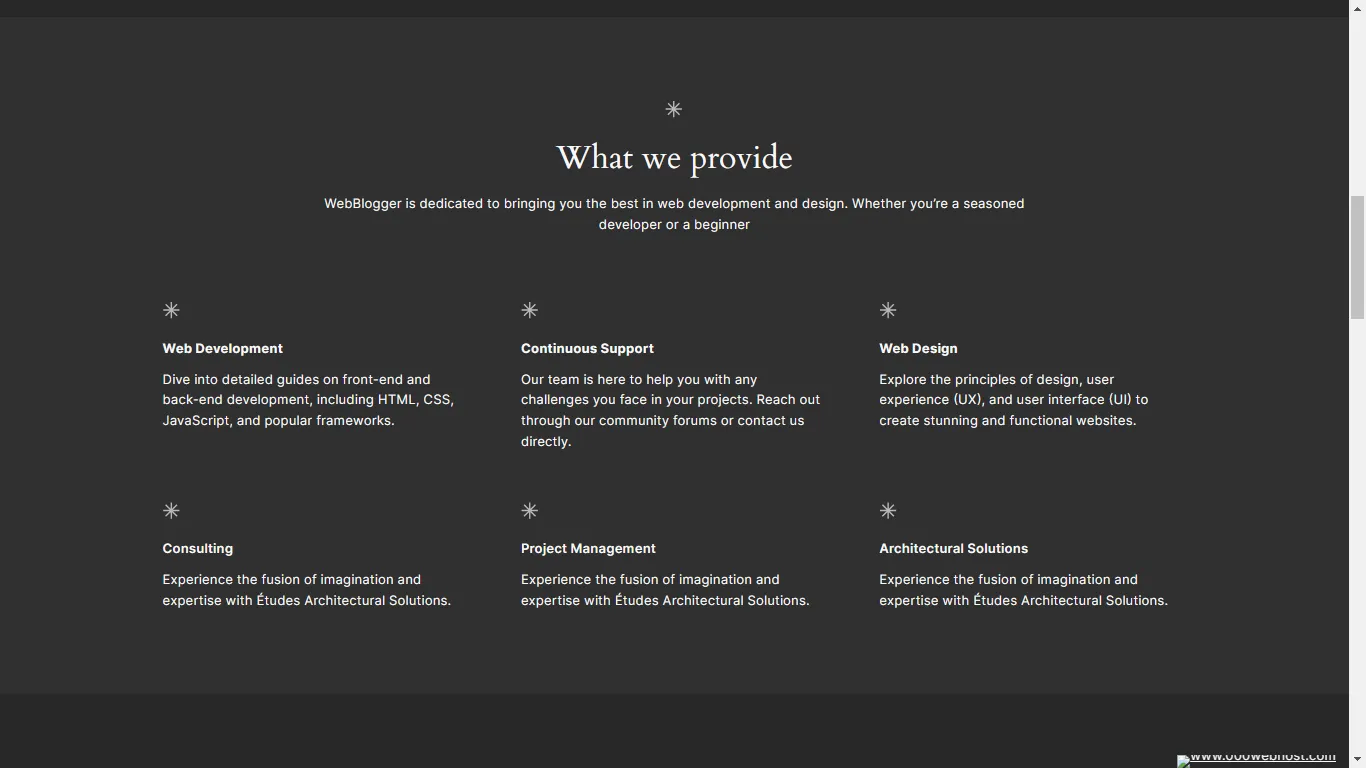 What we provide
WebBlogger is dedicated to bringing you the best in web development and design. Whether you’re a seasoned
developer or a beginner
Web Development
Dive into detailed guides on front-end and
back-end development, including HTML, CSS,
JavaScript, and popular frameworks.
Continuous Support
Our team is here to help you with any
challenges you face in your projects. Reach out
through our community forums or contact us
directly.
Web Design
Explore the principles of design, user
experience (UX), and user interface (UI) to
create stunning and functional websites.
Consulting
Experience the fusion of imagination and
expertise with Études Architectural Solutions.
Project Management
Experience the fusion of imagination and
expertise with Études Architectural Solutions.
Architectural Solutions
Experience the fusion of imagination and
expertise with Études Architectural Solutions.
www.000webhost.com